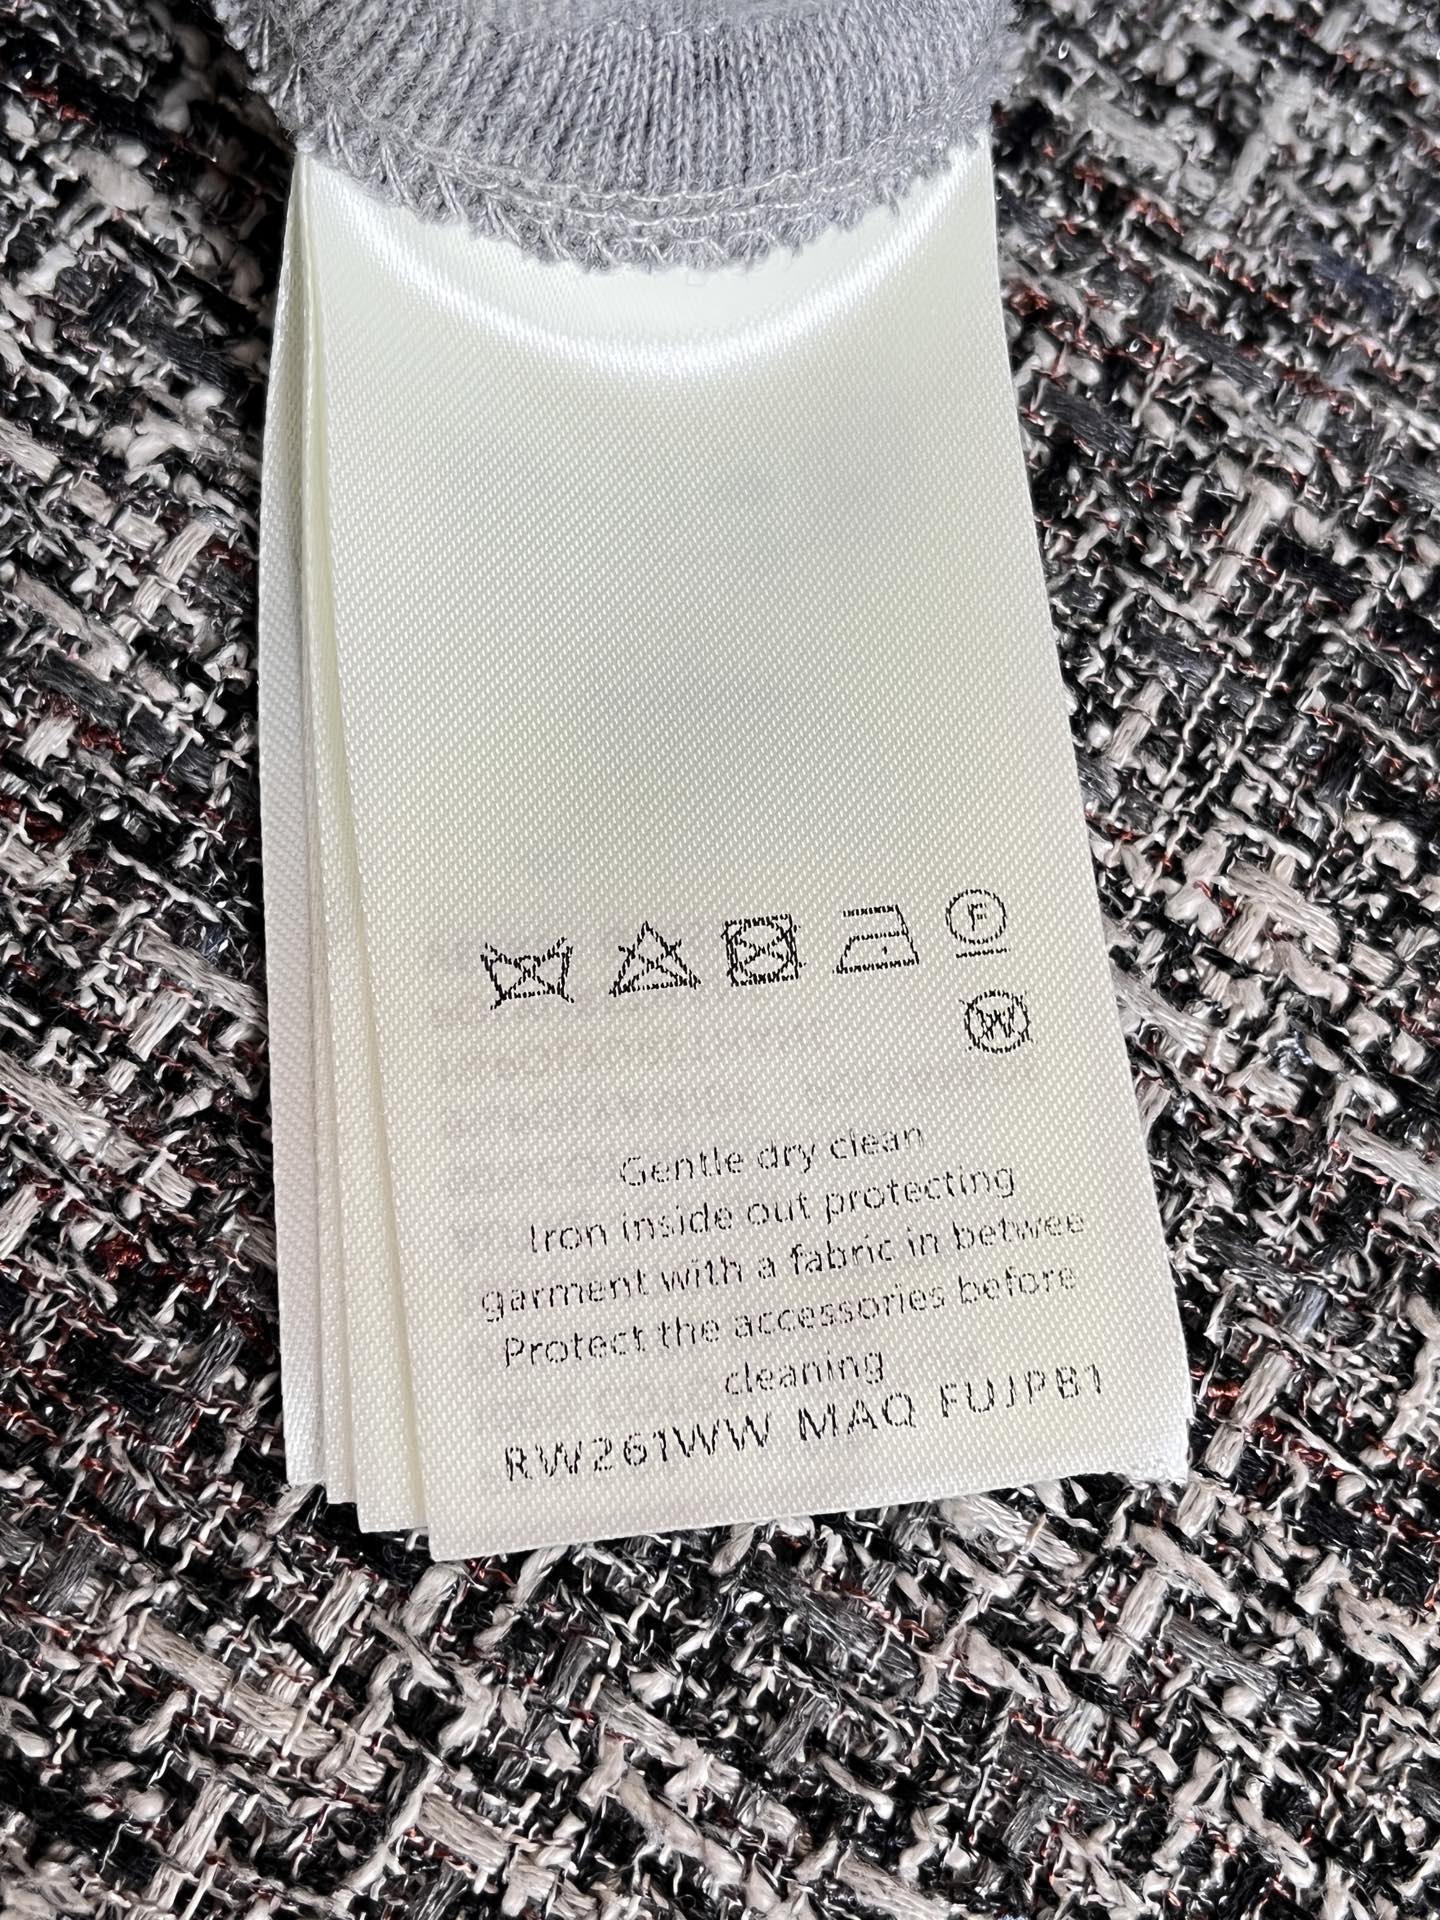 F
W
Gentle dry clean
Iron inside out protecting
garment with a fabric in betwee
Protect the accessories before
cleaning
RW261WW MAQ FUJPB1